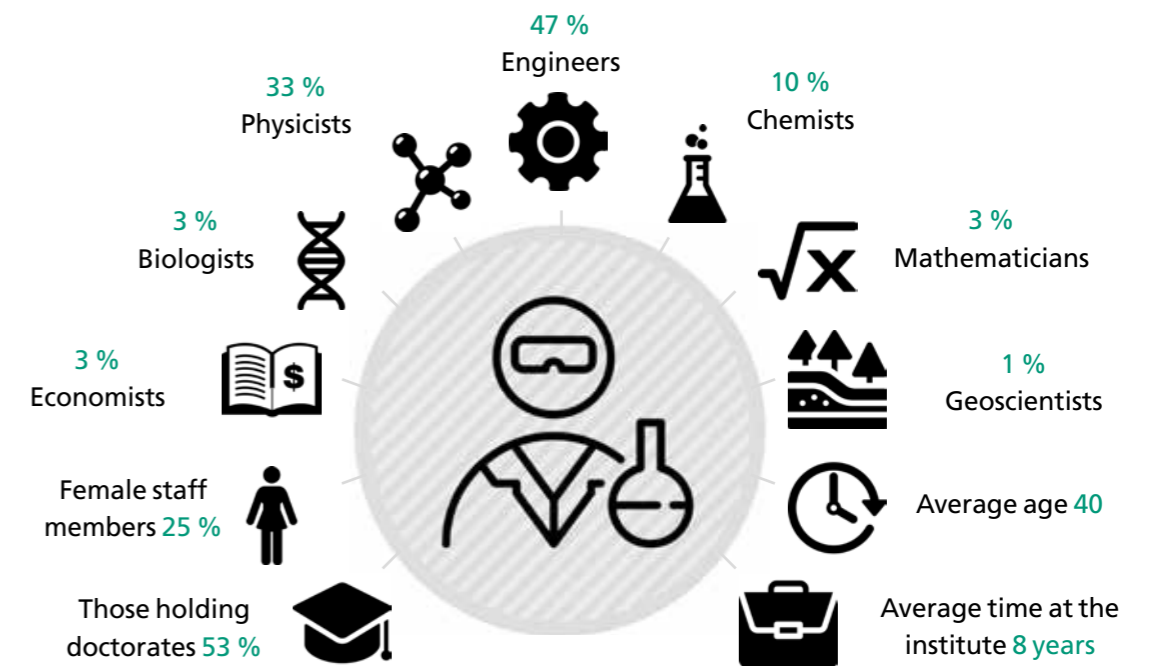 47 %
Engineers
33 %
Physicists
10 %
Chemists
3 %
Biologists
3 %
Mathematicians
3 %
Economists
1 %
Geoscientists
Female staff
members 25 %
Average age 40
Those holding
doctorates 53 %
Average time at the
institute 8 years
$
√x